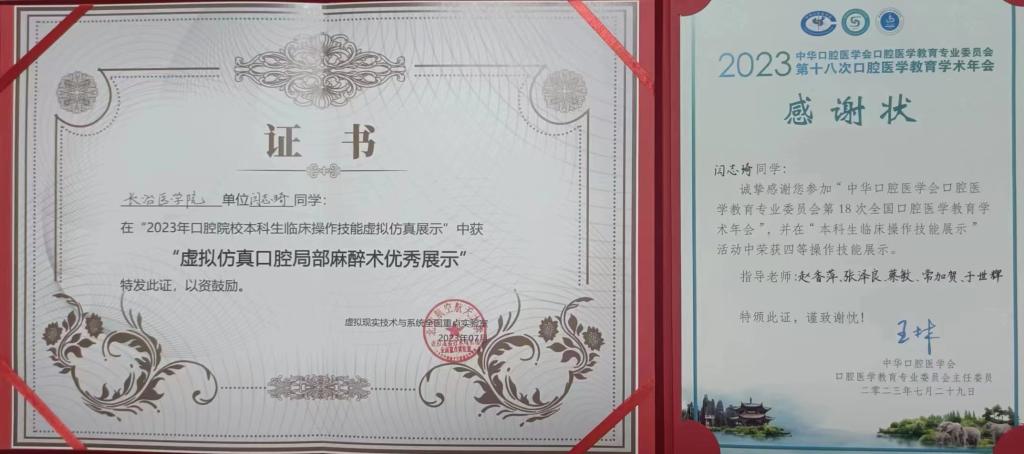 证 书
长治医学院 单位闫志琦同学：
在“2023年口腔院校本科生临床操作技能虚拟仿真展示”中获
“虚拟仿真口腔局部麻醉术优秀展示”
特发此证，以资鼓励。
虚拟现实技术与系统全国重点实验室
2023年07月
2023 中华口腔医学会口腔医学教育专业委员会
第十八次口腔医学教育学术年会
感谢状
闫志琦同学：
诚挚感谢您参加“中华口腔医学会口腔医
学教育专业委员会第18次全国口腔医学教育学
术年会”，并在“本科生临床操作技能展示”
活动中荣获四等操作技能展示。
指导老师：赵香萍、张泽良、蔡敏、常加贺、于世辉
特颁此证，谨致谢忱！
中华口腔医学会
口腔医学教育专业委员会主任委员
二〇二三年七月二十九日